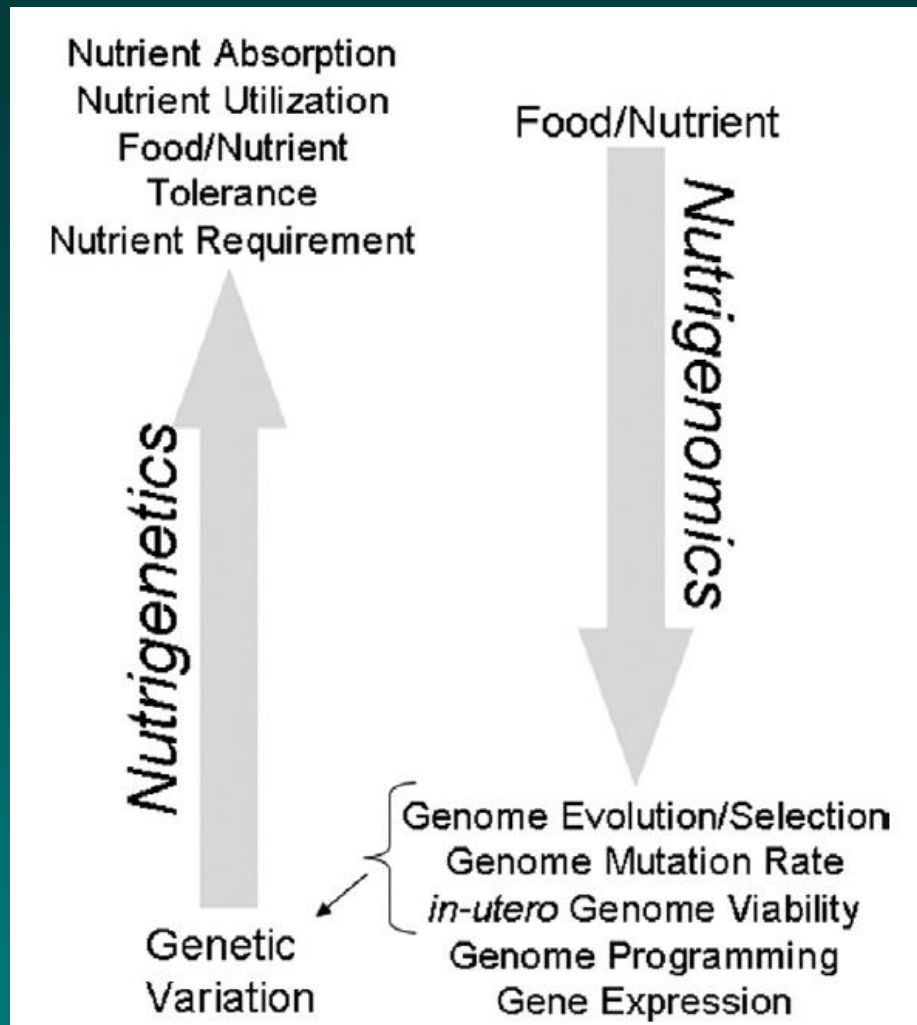 Nutrient Absorption
Nutrient Utilization
Food/Nutrient
Tolerance
Nutrient Requirement
Nutrigenetics
Genetic
Variation
Food/Nutrient
Nutrigenomics
Genome Evolution/Selection
Genome Mutation Rate
in-utero Genome Viability
Genome Programming
Gene Expression